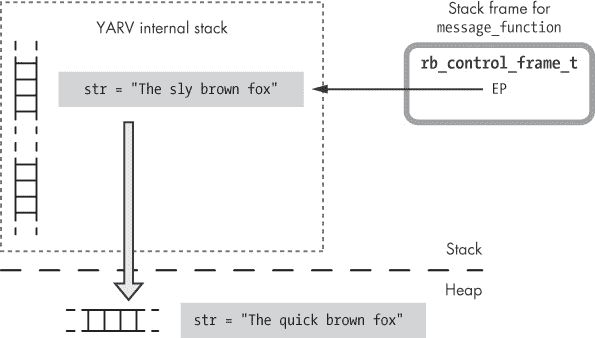 YARV internal stack
Stack frame for
message_function
rb_control_frame_t
EP
str = "The sly brown fox"
Stack
Heap
str = "The quick brown fox"